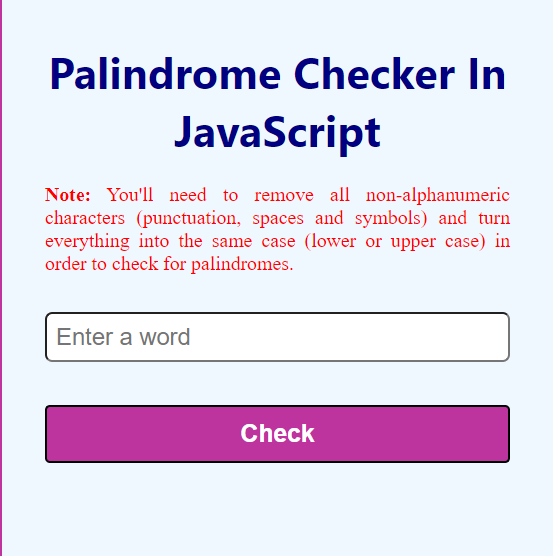 Palindrome Checker In
JavaScript
Note: You'll need to remove all non-alphanumeric
characters (punctuation, spaces and symbols) and turn
everything into the same case (lower or upper case) in
order to check for palindromes.
Enter a word
Check